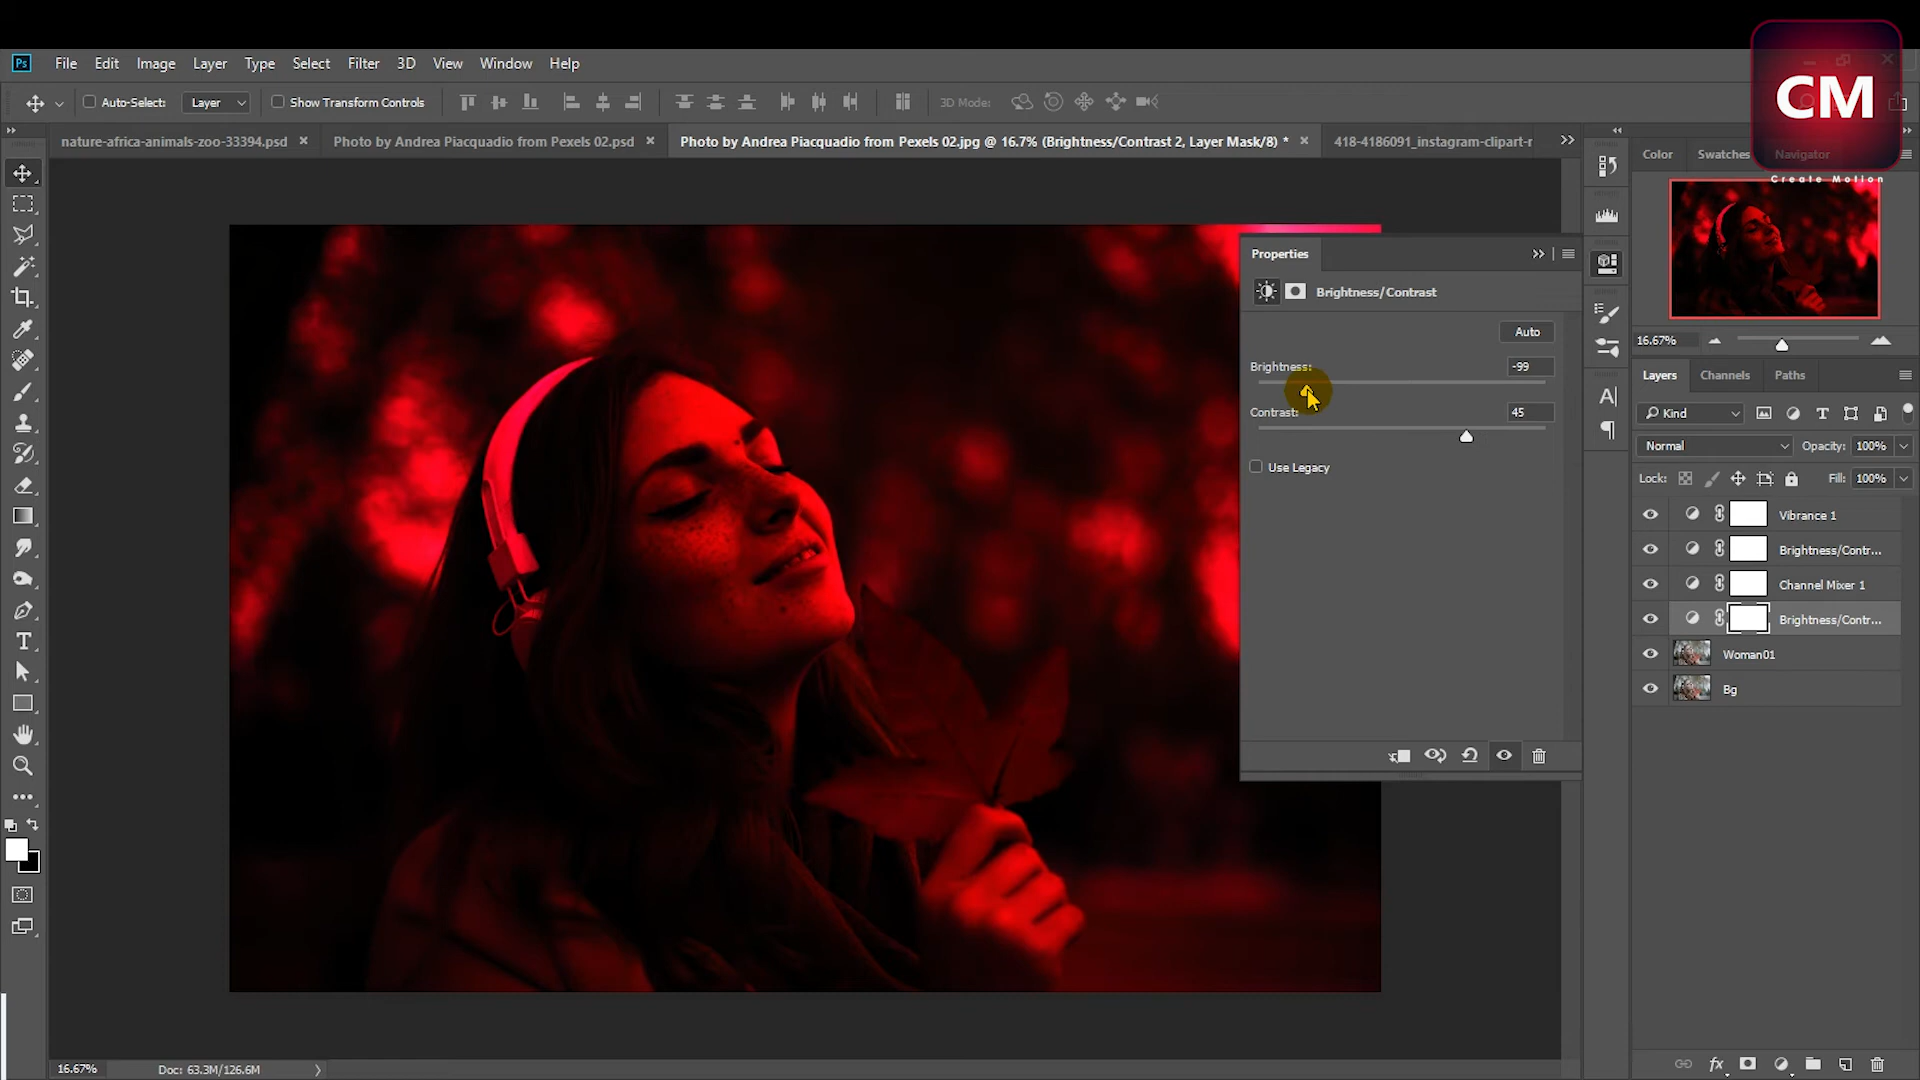 CM
Create Motion
Ps File Edit Image Layer Type Select Filter 3D View Window Help
Auto-Select: Layer Show Transform Controls 3D Mode:
nature-africa-animals-zoo-33394.psd × Photo by Andrea Piacquadio from Pexels 02.psd × Photo by Andrea Piacquadio from Pexels 02.jpg @ 16.7% (Brightness/Contrast 2, Layer Mask/8) * × 418-4186091_instagram-clipart-r
Color Swatches Navigator
Properties
Brightness/Contrast
Auto
Brightness: -99
Contrast: 45
Use Legacy
16.67%
Layers Channels Paths
Kind
Normal Opacity: 100%
Lock: Fill: 100%
Vibrance 1
Brightness/Contr...
Channel Mixer 1
Brightness/Contr...
Woman01
Bg
fx
16.67% Doc: 63.3M/126.6M